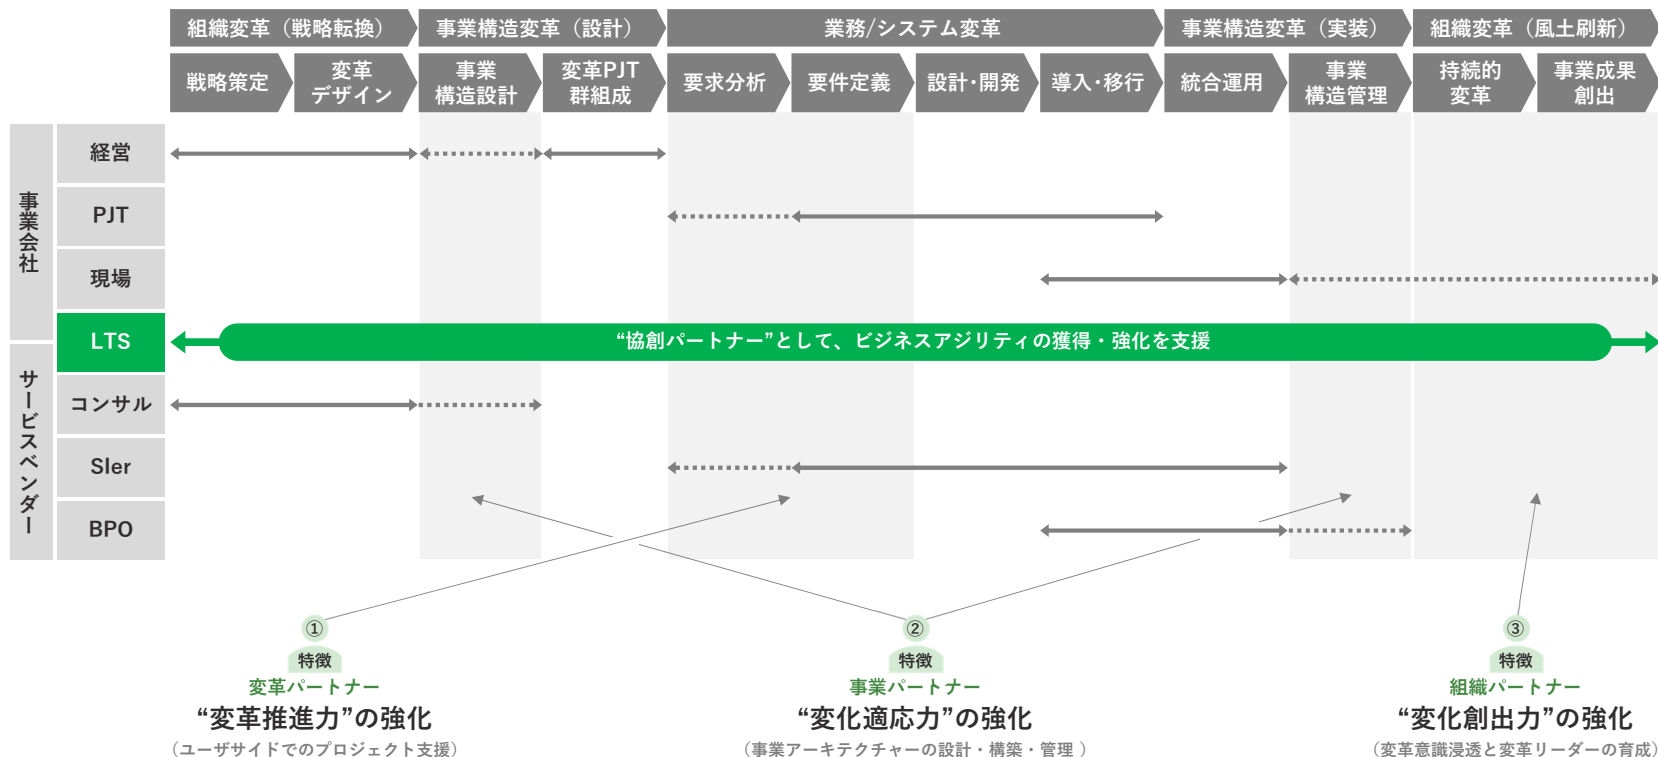 組織変革（戦略転換）
事業構造変革（設計）
業務/システム変革
事業構造変革（実装）
組織変革（風土刷新）
戦略策定
変革
デザイン
事業
構造設計
変革PJT
群組成
要求分析
要件定義
設計･開発
導入･移行
統合運用
事業
構造管理
持続的
変革
事業成果
創出
事業会社
経営
PJT
現場
LTS
“協創パートナー”として、ビジネスアジリティの獲得・強化を支援
サービスベンダー
コンサル
SIer
BPO
①
特徴
変革パートナー
“変革推進力”の強化
（ユーザサイドでのプロジェクト支援）
②
特徴
事業パートナー
“変化適応力”の強化
（事業アーキテクチャーの設計・構築・管理 ）
③
特徴
組織パートナー
“変化創出力”の強化
（変革意識浸透と変革リーダーの育成）